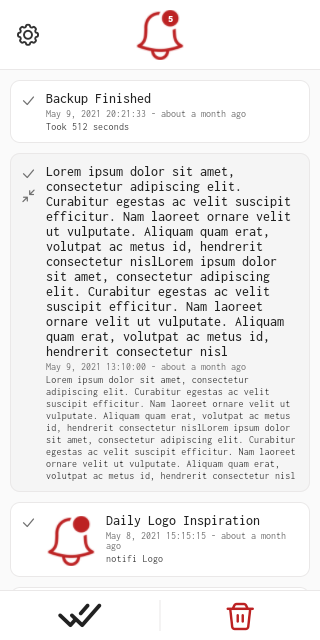 5
Backup Finished
May 9, 2021 20:21:33 - about a month ago
Took 512 seconds
Lorem ipsum dolor sit amet,
consectetur adipiscing elit.
Curabitur egestas ac velit suscipit
efficitur. Nam laoreet ornare velit
ut vulputate. Aliquam quam erat,
volutpat ac metus id, hendrerit
consectetur nislLorem ipsum dolor
sit amet, consectetur adipiscing
elit. Curabitur egestas ac velit
suscipit efficitur. Nam laoreet
ornare velit ut vulputate. Aliquam
quam erat, volutpat ac metus id,
hendrerit consectetur nisl
May 9, 2021 13:10:00 - about a month ago
Lorem ipsum dolor sit amet, consectetur
adipiscing elit. Curabitur egestas ac velit
suscipit efficitur. Nam laoreet ornare velit ut
vulputate. Aliquam quam erat, volutpat ac metus
id, hendrerit consectetur nislLorem ipsum dolor
sit amet, consectetur adipiscing elit. Curabitur
egestas ac velit suscipit efficitur. Nam laoreet
ornare velit ut vulputate. Aliquam quam erat,
volutpat ac metus id, hendrerit consectetur nisl
Daily Logo Inspiration
May 8, 2021 15:15:15 - about a month
ago
notifi Logo